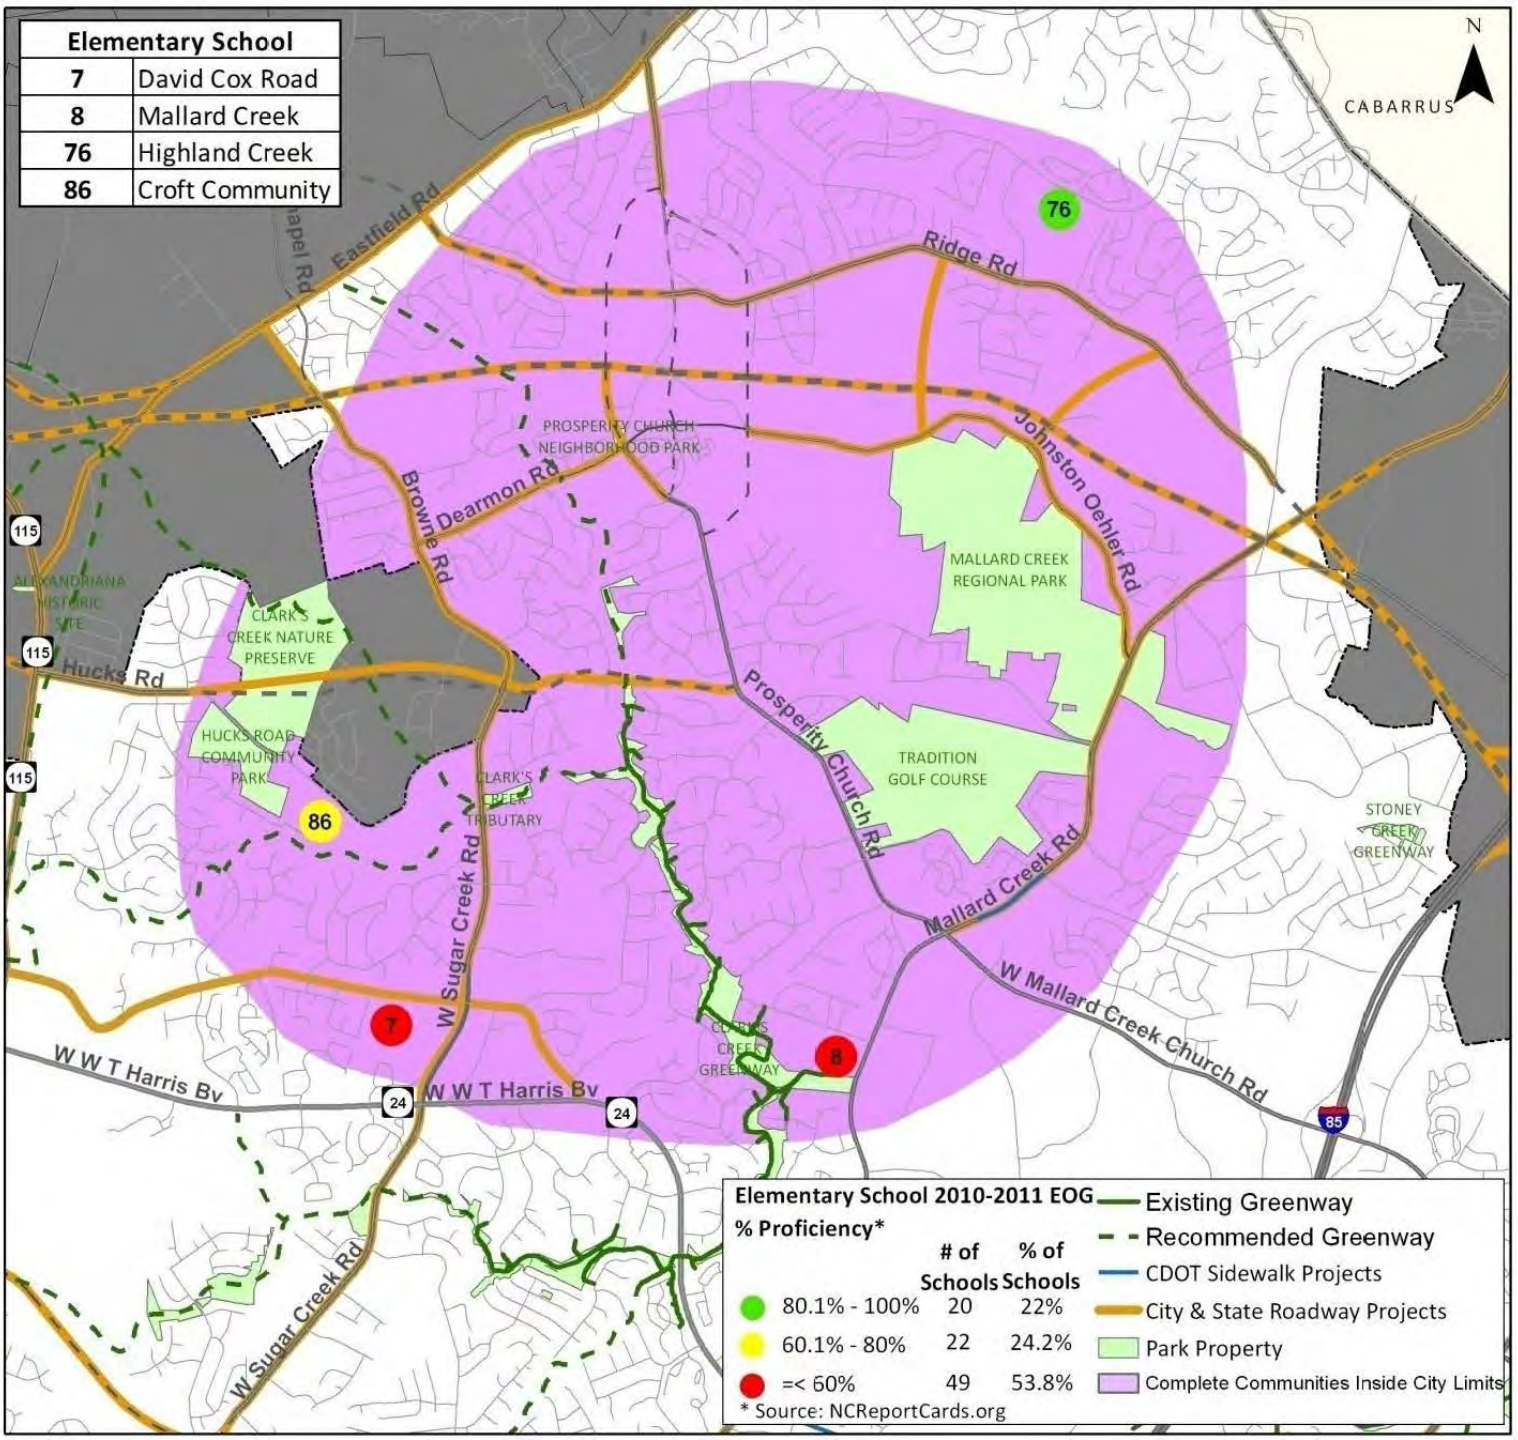 Elementary School
7 David Cox Road
8 Mallard Creek
76 Highland Creek
86 Croft Community
N
CABARRUS
76
Eastfield Rd
Ridge Rd
PROSPERITY CHURCH
NEIGHBORHOOD PARK
Johnston Oehler Rd
Browne Rd
Dearmon Rd
115
MALLARD CREEK
REGIONAL PARK
ALEXANDRIANA
HISTORIC
SITE
CLARK'S
CREEK NATURE
PRESERVE
115
Hucks Rd
Prosperity Church Rd
HUCKS ROAD
COMMUNITY
PARK
115
TRADITION
GOLF COURSE
CLARK'S
CREEK
TRIBUTARY
86
STONEY
CREEK
GREENWAY
W Sugar Creek Rd
Mallard Creek Rd
W Mallard Creek Church Rd
7
CLARK'S
CREEK
GREENWAY
8
W W T Harris Bv
24
W W T Harris Bv
24
85
W Sugar Creek Rd
Elementary School 2010-2011 EOG
% Proficiency*
# of Schools
% of Schools
80.1% - 100% 20 22%
60.1% - 80% 22 24.2%
=< 60% 49 53.8%
* Source: NCReportCards.org
Existing Greenway
Recommended Greenway
CDOT Sidewalk Projects
City & State Roadway Projects
Park Property
Complete Communities Inside City Limits